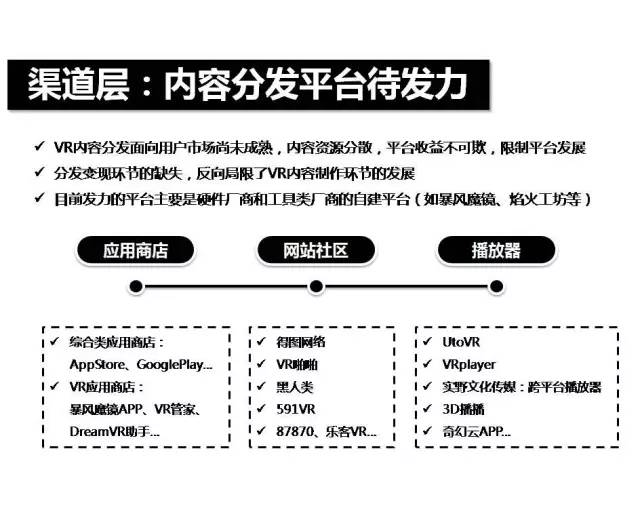 渠道层：内容分发平台待发力
VR内容分发面向用户市场尚未成熟，内容资源分散，平台收益不可欺，限制平台发展
分发变现环节的缺失，反向局限了VR内容制作环节的发展
目前发力的平台主要是硬件厂商和工具类厂商的自建平台（如暴风魔镜、焰火工坊等）
应用商店
网站社区
播放器
综合类应用商店：
AppStore、GooglePlay...
VR应用商店：
暴风魔镜APP、VR管家、
DreamVR助手...
得图网络
VR啪啪
黑人类
591VR
87870、乐客VR...
UtoVR
VRplayer
实野文化传媒：跨平台播放器
3D播播
奇幻云APP...